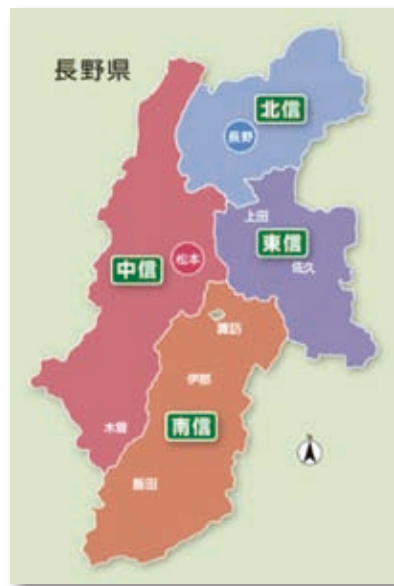 長野県
北信
長野
上田
東信
佐久
中信
松本
諏訪
伊那
南信
木曽
飯田